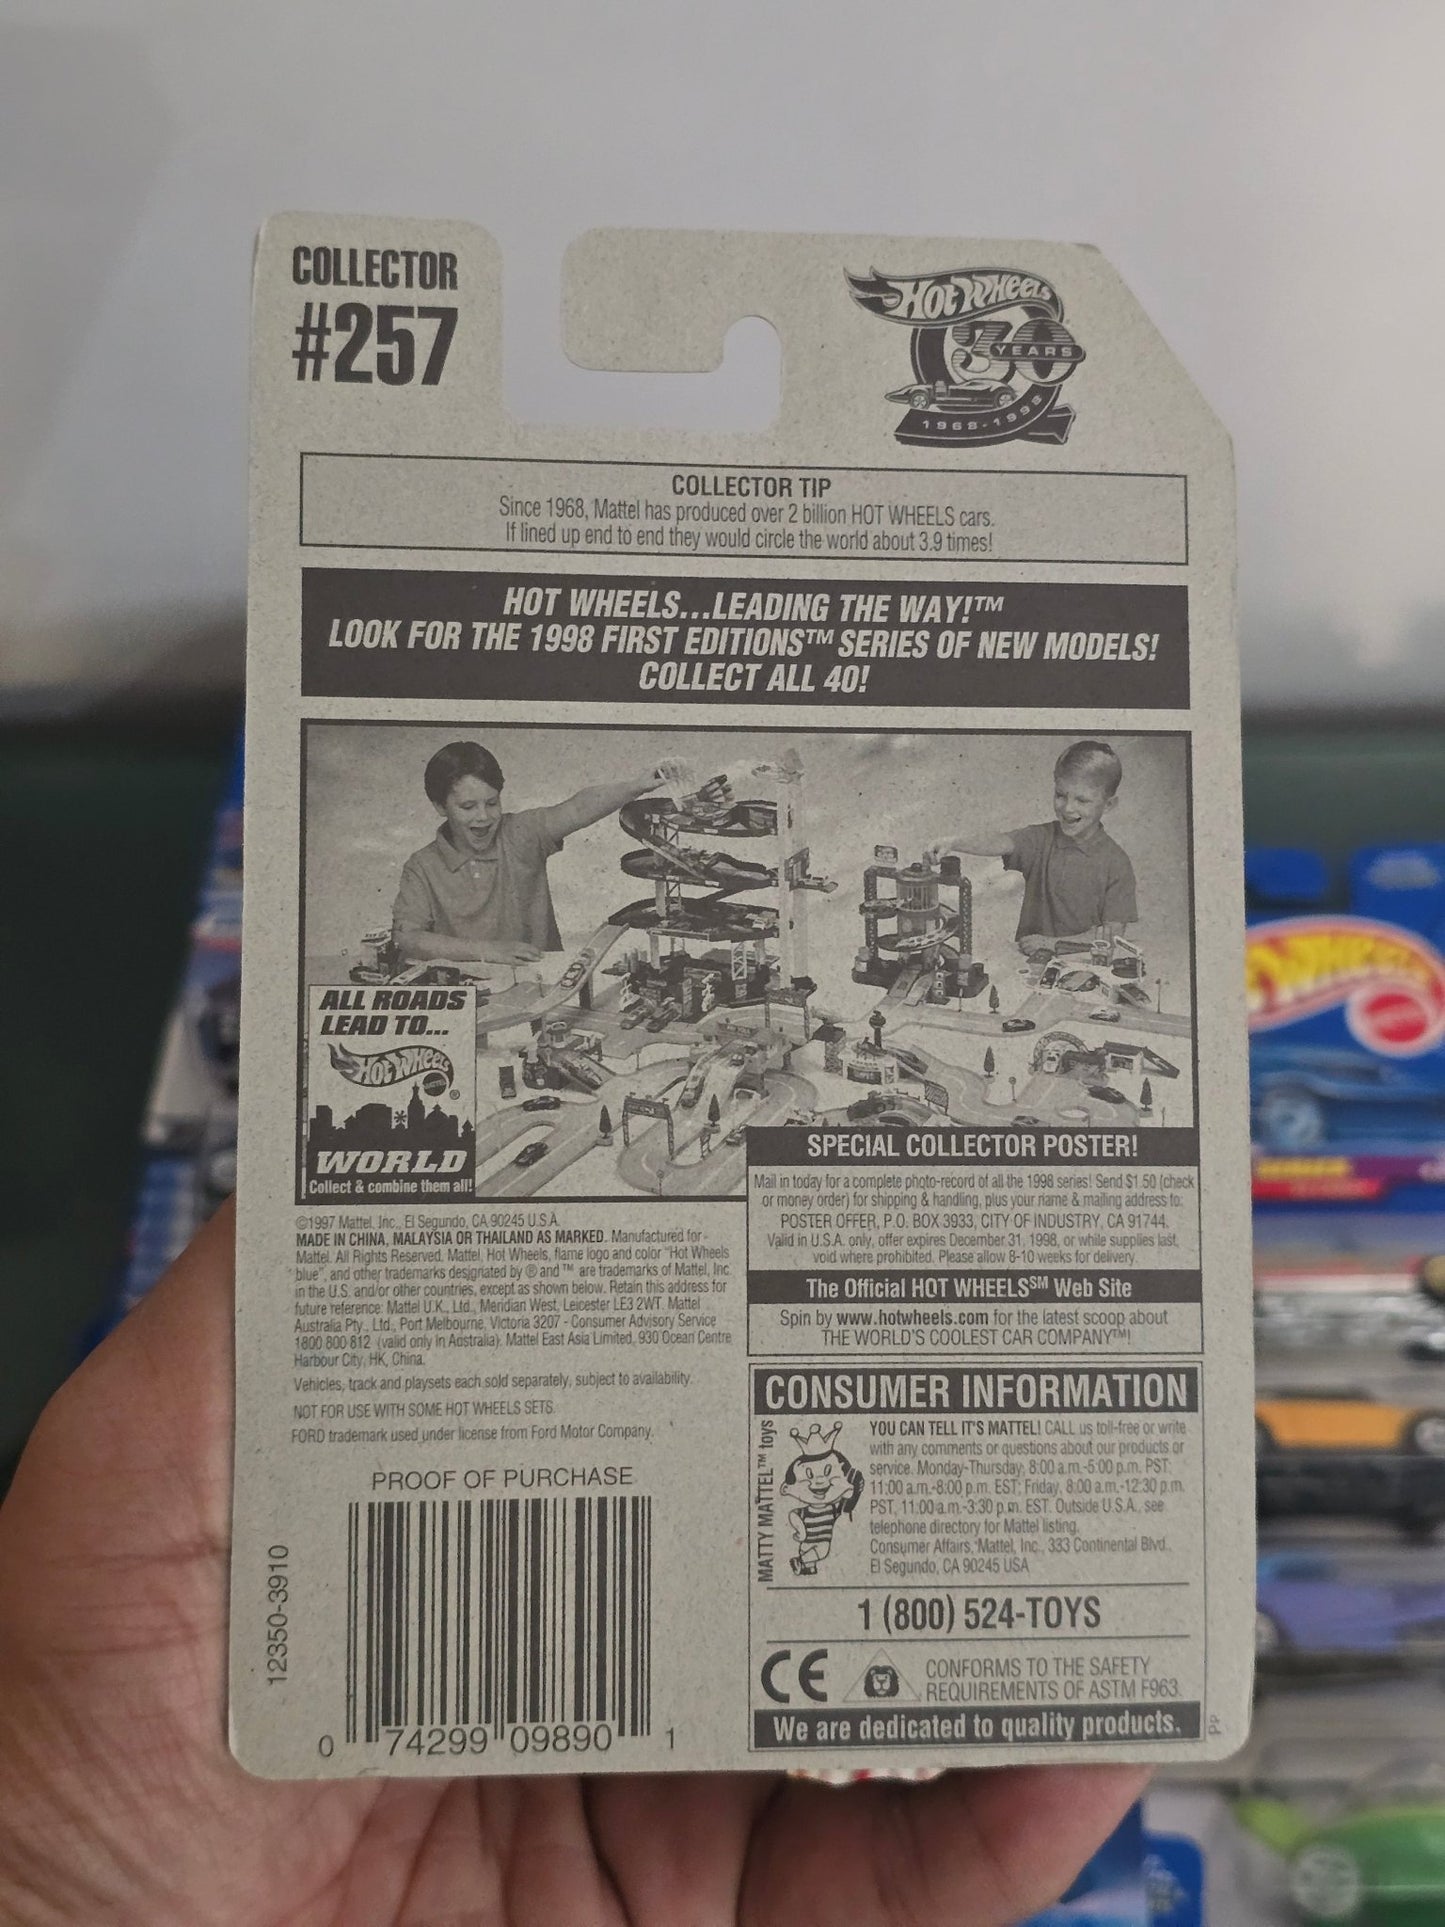 COLLECTOR
#257
HOT WHEELS
30
YEARS
1968-1998
COLLECTOR TIP
Since 1968, Mattel has produced over 2 billion HOT WHEELS cars.
If lined up end to end they would circle the world about 3.9 times!
HOT WHEELS...LEADING THE WAY!™
LOOK FOR THE 1998 FIRST EDITIONS™ SERIES OF NEW MODELS!
COLLECT ALL 40!
ALL ROADS
LEAD TO...
HOT WHEELS
MATTEL
®
WORLD
Collect & combine them all!
SPECIAL COLLECTOR POSTER!
Mail in today for a complete photo-record of all the 1998 series! Send $1.50 (check
or money order) for shipping & handling, plus your name & mailing address to:
POSTER OFFER, P.O. BOX 3933, CITY OF INDUSTRY, CA 91744.
Valid in U.S.A. only, offer expires December 31, 1998, or while supplies last,
void where prohibited. Please allow 8-10 weeks for delivery.
The Official HOT WHEELS℠ Web Site
Spin by www.hotwheels.com for the latest scoop about
THE WORLD'S COOLEST CAR COMPANY™!
©1997 Mattel, Inc., El Segundo, CA 90245 U.S.A.
MADE IN CHINA, MALAYSIA OR THAILAND AS MARKED. Manufactured for
Mattel. All Rights Reserved. Mattel, Hot Wheels, flame logo and color "Hot Wheels
blue", and other trademarks designated by ® and ™ are trademarks of Mattel, Inc.
in the U.S. and/or other countries, except as shown below. Retain this address for
future reference: Mattel U.K., Ltd., Meridian West, Leicester LE3 2WT. Mattel
Australia Pty., Ltd., Port Melbourne, Victoria 3207 - Consumer Advisory Service
1800 800 812 (valid only in Australia). Mattel East Asia Limited, 930 Ocean Centre
Harbour City, HK, China.
Vehicles, track and playsets each sold separately, subject to availability.
NOT FOR USE WITH SOME HOT WHEELS SETS.
FORD trademark used under license from Ford Motor Company.
PROOF OF PURCHASE
12350-3910
0 74299 09890 1
CONSUMER INFORMATION
MATTY MATTEL™ toys
YOU CAN TELL IT'S MATTEL! CALL us toll-free or write
with any comments or questions about our products or
service. Monday-Thursday, 8:00 a.m.-5:00 p.m. PST;
11:00 a.m.-8:00 p.m. EST; Friday, 8:00 a.m.-12:30 p.m.
PST, 11:00 a.m.-3:30 p.m. EST. Outside U.S.A., see
telephone directory for Mattel listing.
Consumer Affairs, Mattel, Inc., 333 Continental Blvd.,
El Segundo, CA 90245 USA
1 (800) 524-TOYS
CE
CONFORMS TO THE SAFETY
REQUIREMENTS OF ASTM F963.
We are dedicated to quality products.
PP